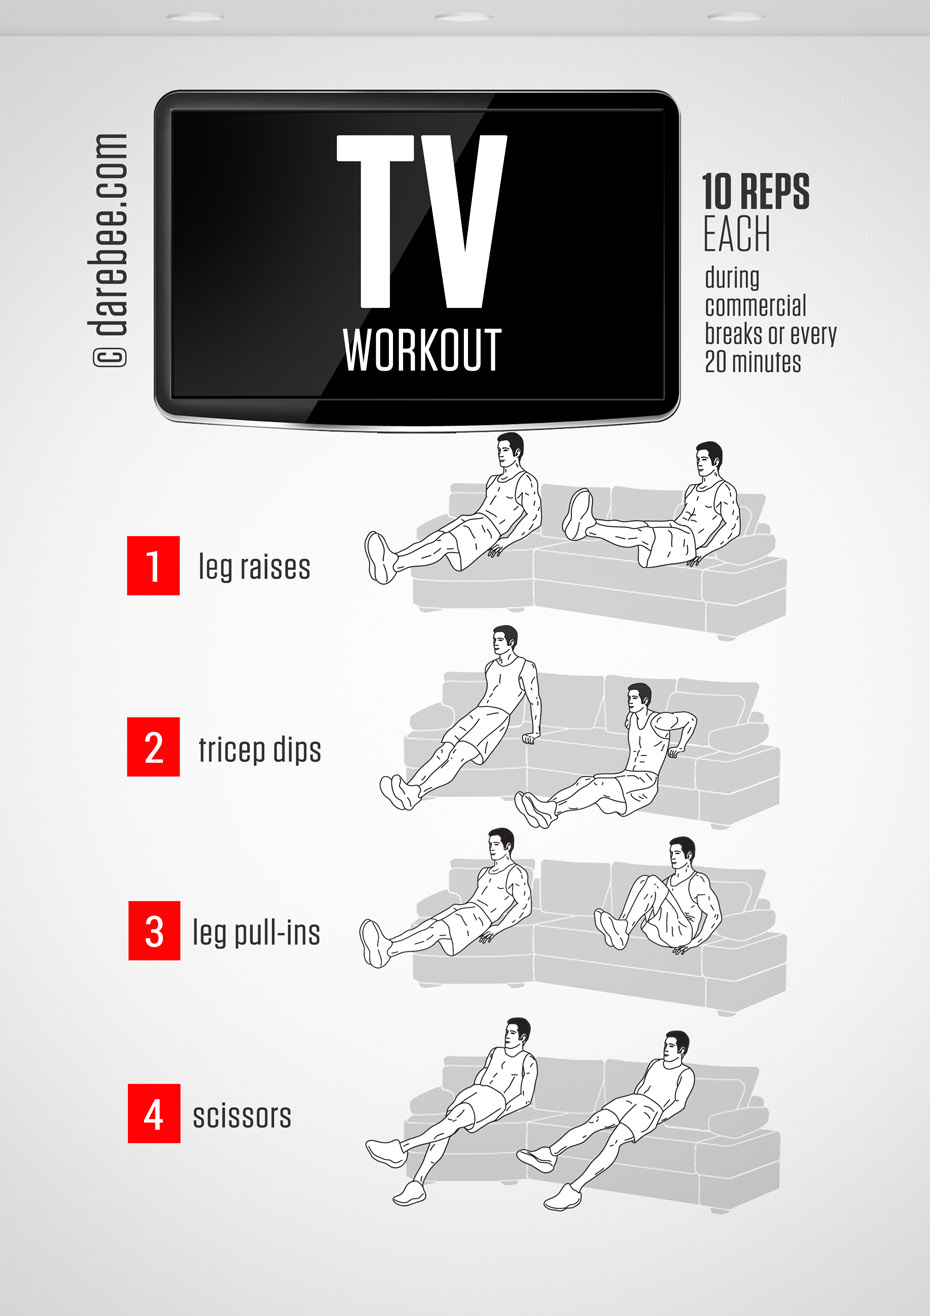 © darebee.com
TV
WORKOUT
10 REPS
EACH
during
commercial
breaks or every
20 minutes
1 leg raises
2 tricep dips
3 leg pull-ins
4 scissors